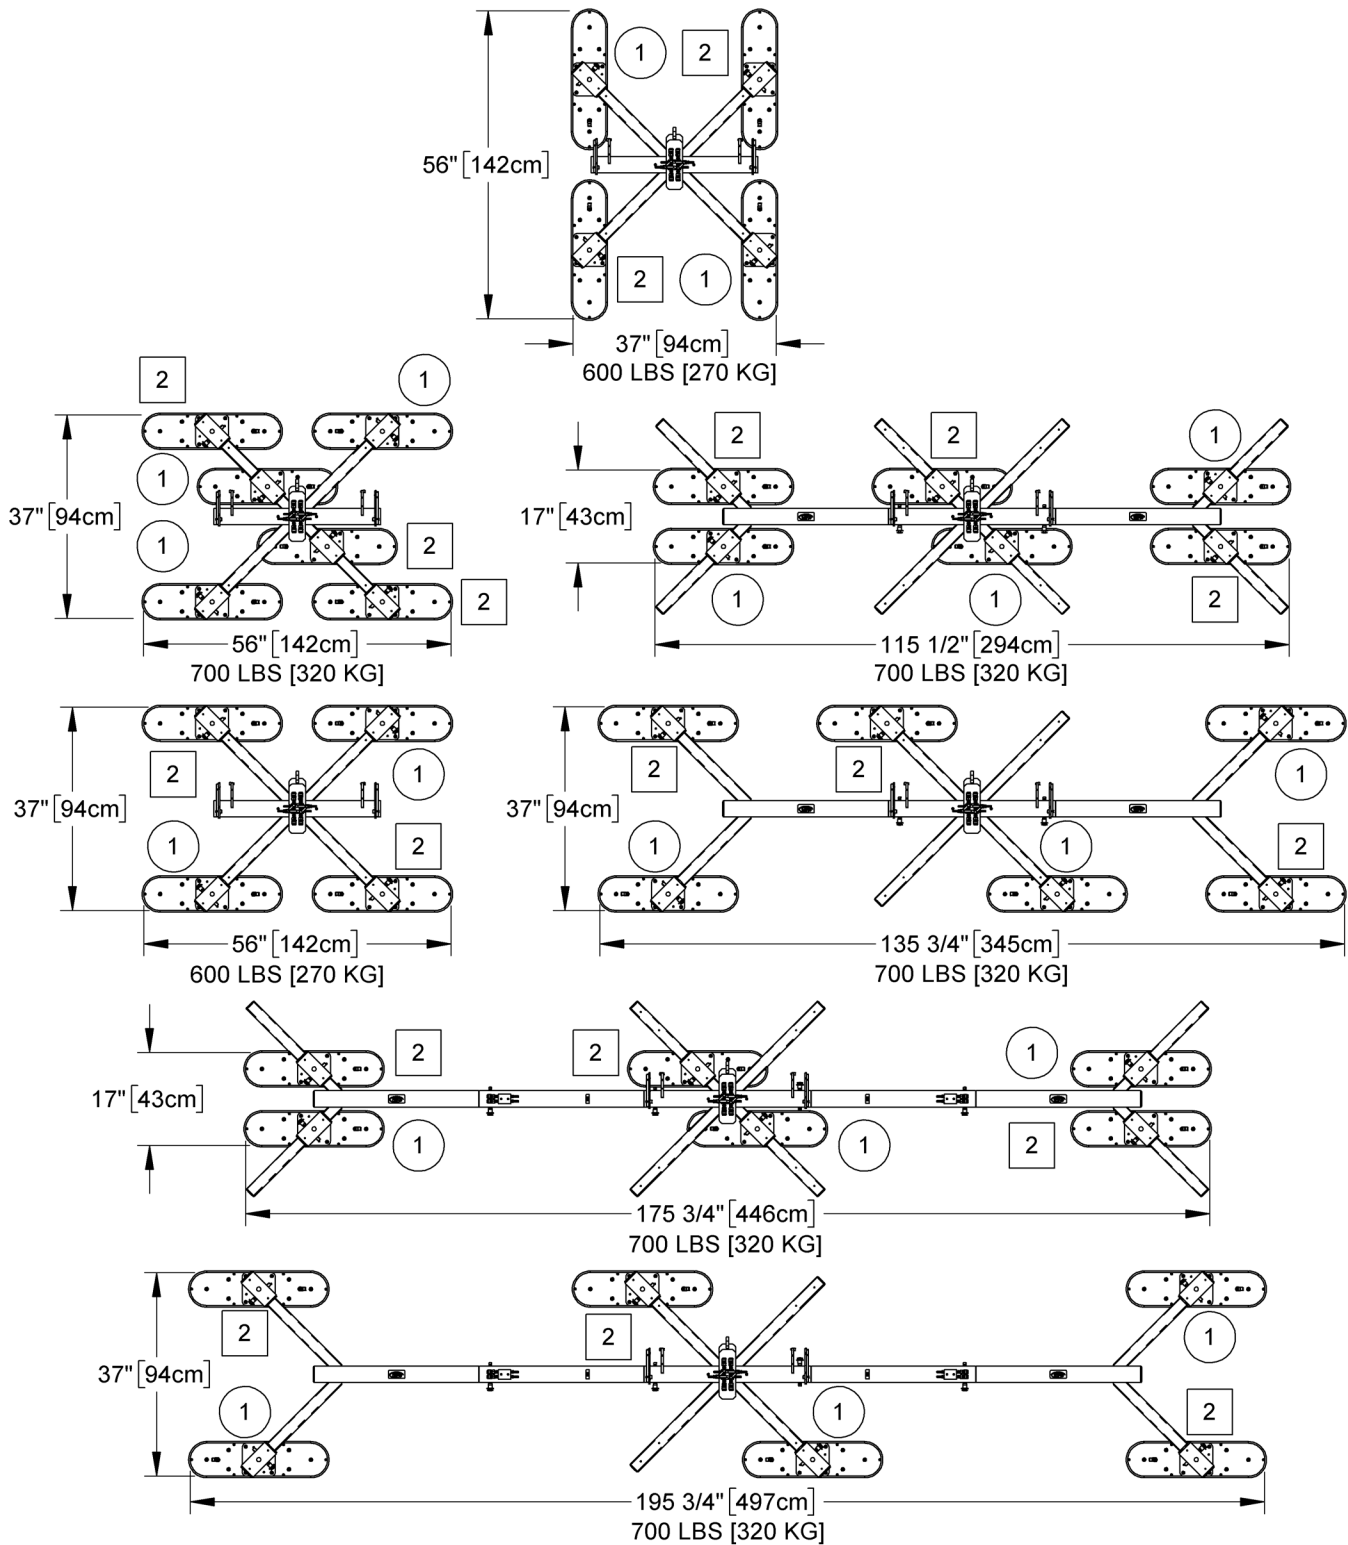 1 2
56" [142cm]
2 1
37" [94cm]
600 LBS [270 KG]
2 1
1
37" [94cm]
1 2
2
56" [142cm]
700 LBS [320 KG]
2 2 1
17" [43cm]
1 1 2
115 1/2" [294cm]
700 LBS [320 KG]
2 1
37" [94cm]
1 2
56" [142cm]
600 LBS [270 KG]
2 2 1
37" [94cm]
1 1 2
135 3/4" [345cm]
700 LBS [320 KG]
2 2 1
17" [43cm]
1 1 2
175 3/4" [446cm]
700 LBS [320 KG]
2 2 1
37" [94cm]
1 1 2
195 3/4" [497cm]
700 LBS [320 KG]